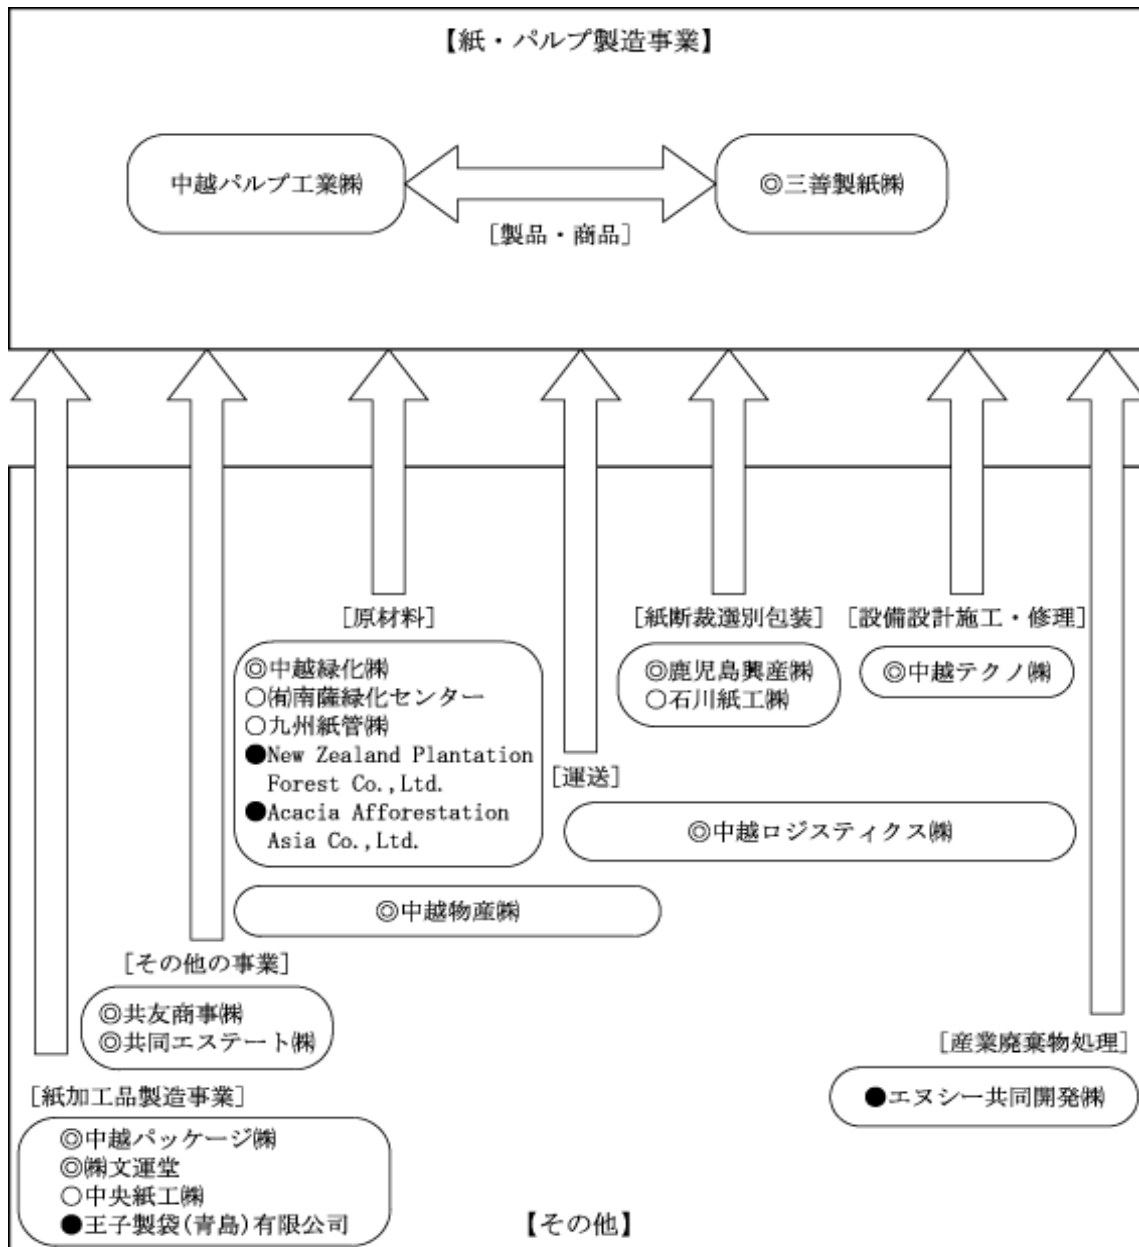 【紙・パルプ製造事業】
中越パルプ工業㈱
◎三善製紙㈱
［製品・商品］
［原材料］
◎中越緑化㈱
○㈲南薩緑化センター
○九州紙管㈱
●New Zealand Plantation
Forest Co.,Ltd.
●Acacia Afforestation
Asia Co.,Ltd.
［紙断裁選別包装］
◎鹿児島興産㈱
○石川紙工㈱
［設備設計施工・修理］
◎中越テクノ㈱
［運送］
◎中越ロジスティクス㈱
◎中越物産㈱
［その他の事業］
◎共友商事㈱
◎共同エステート㈱
［産業廃棄物処理］
●エヌシー共同開発㈱
［紙加工品製造事業］
◎中越パッケージ㈱
◎㈱文運堂
○中央紙工㈱
●王子製袋(青島)有限公司
【その他】